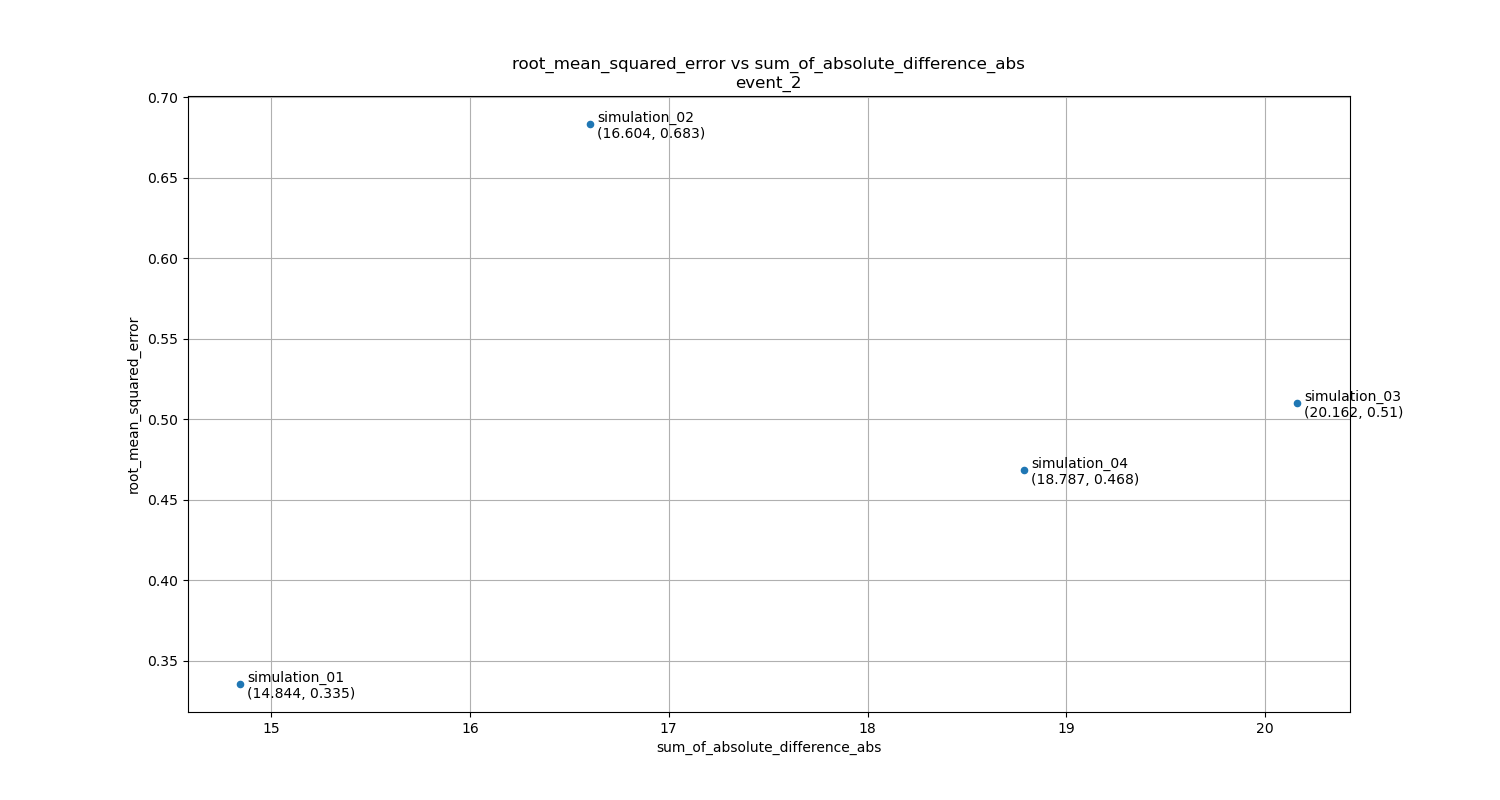 root_mean_squared_error vs sum_of_absolute_difference_abs
event_2
root_mean_squared_error
0.70
0.65
0.60
0.55
0.50
0.45
0.40
0.35
simulation_02
(16.604, 0.683)
simulation_03
(20.162, 0.51)
simulation_04
(18.787, 0.468)
simulation_01
(14.844, 0.335)
15 16 17 18 19 20
sum_of_absolute_difference_abs